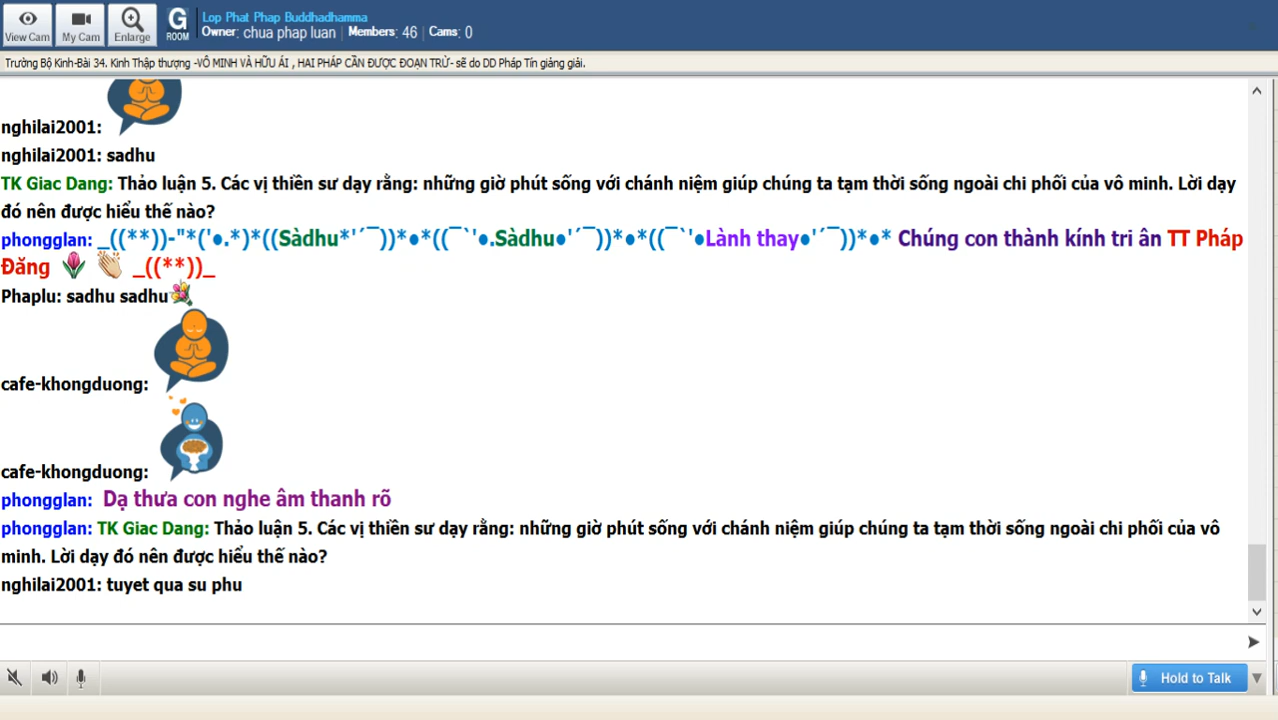 View Cam
My Cam
Enlarge
G
ROOM
Lop Phat Phap Buddhadhamma
Owner: chua phap luan | Members: 46 | Cams: 0
Trường Bộ Kinh-Bài 34. Kinh Thập thượng -VÔ MINH VÀ HỮU ÁI , HAI PHÁP CẦN ĐƯỢC ĐOẠN TRỪ- sẽ do DD Pháp Tín giảng giải.
nghilai2001:
nghilai2001: sadhu
TK Giac Dang: Thảo luận 5. Các vị thiền sư dạy rằng: những giờ phút sống với chánh niệm giúp chúng ta tạm thời sống ngoài chi phối của vô minh. Lời dạy
đó nên được hiểu thế nào?
phongglan: _((**))-"*('●.*)*((Sàdhu*'´¯))*●*((¯`'●.Sàdhu●'´¯))*●*((¯`'●Lành thay●'´¯))*●* Chúng con thành kính tri ân TT Pháp
Đăng _((**))_
Phaplu: sadhu sadhu
cafe-khongduong:
cafe-khongduong:
phongglan: Dạ thưa con nghe âm thanh rõ
phongglan: TK Giac Dang: Thảo luận 5. Các vị thiền sư dạy rằng: những giờ phút sống với chánh niệm giúp chúng ta tạm thời sống ngoài chi phối của vô
minh. Lời dạy đó nên được hiểu thế nào?
nghilai2001: tuyet qua su phu
Hold to Talk